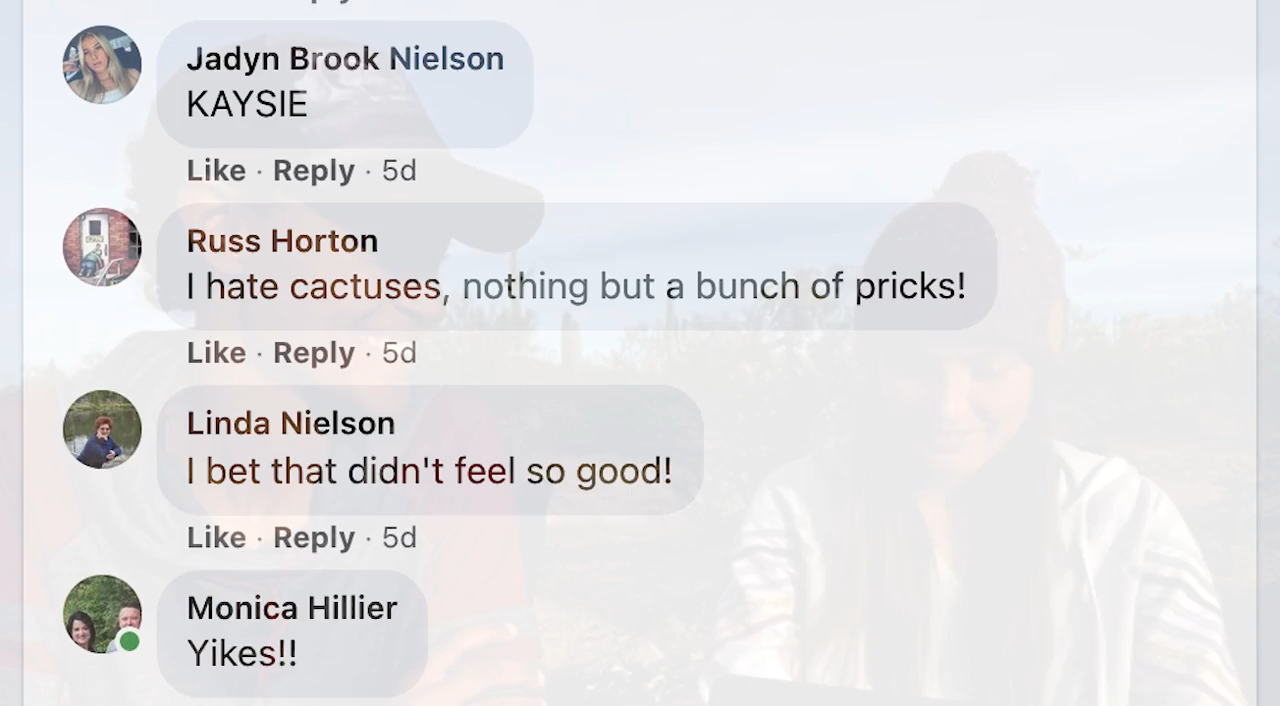 Jadyn Brook Nielson
KAYSIE
Like · Reply · 5d
Russ Horton
I hate cactuses, nothing but a bunch of pricks!
Like · Reply · 5d
Linda Nielson
I bet that didn't feel so good!
Like · Reply · 5d
Monica Hillier
Yikes!!